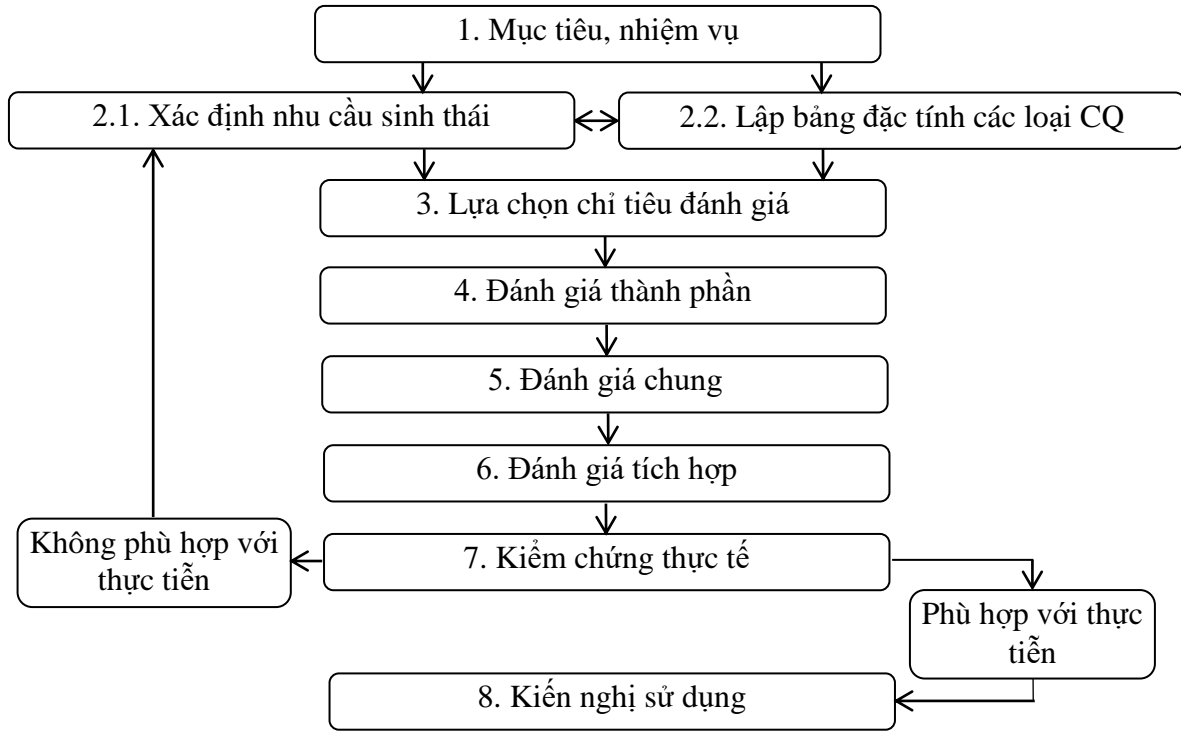 1. Mục tiêu, nhiệm vụ
2.1. Xác định nhu cầu sinh thái
2.2. Lập bảng đặc tính các loại CQ
3. Lựa chọn chỉ tiêu đánh giá
4. Đánh giá thành phần
5. Đánh giá chung
6. Đánh giá tích hợp
Không phù hợp với
thực tiễn
7. Kiểm chứng thực tế
Phù hợp với thực
tiễn
8. Kiến nghị sử dụng